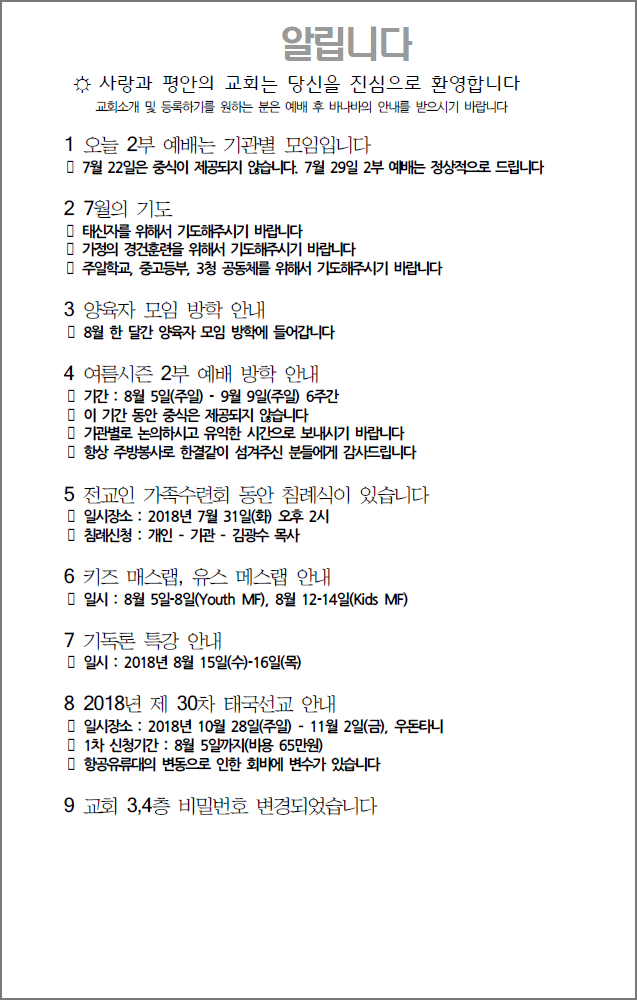 알립니다
☼ 사랑과 평안의 교회는 당신을 진심으로 환영합니다
교회소개 및 등록하기를 원하는 분은 예배 후 바나바의 안내를 받으시기 바랍니다
1 오늘 2부 예배는 기관별 모임입니다
▯ 7월 22일은 중식이 제공되지 않습니다. 7월 29일 2부 예배는 정상적으로 드립니다
2 7월의 기도
▯ 태신자를 위해서 기도해주시기 바랍니다
▯ 가정의 경건훈련을 위해서 기도해주시기 바랍니다
▯ 주일학교, 중고등부, 3청 공동체를 위해서 기도해주시기 바랍니다
3 양육자 모임 방학 안내
▯ 8월 한 달간 양육자 모임 방학에 들어갑니다
4 여름시즌 2부 예배 방학 안내
▯ 기간 : 8월 5일(주일) - 9월 9일(주일) 6주간
▯ 이 기간 동안 중식은 제공되지 않습니다
▯ 기관별로 논의하시고 유익한 시간으로 보내시기 바랍니다
▯ 항상 주방봉사로 한결같이 섬겨주신 분들에게 감사드립니다
5 전교인 가족수련회 동안 침례식이 있습니다
▯ 일시장소 : 2018년 7월 31일(화) 오후 2시
▯ 침례신청 : 개인 - 기관 - 김광수 목사
6 키즈 매스랩, 유스 메스랩 안내
▯ 일시 : 8월 5일-8일(Youth MF), 8월 12-14일(Kids MF)
7 기독론 특강 안내
▯ 일시 : 2018년 8월 15일(수)-16일(목)
8 2018년 제 30차 태국선교 안내
▯ 일시장소 : 2018년 10월 28일(주일) - 11월 2일(금), 우돈타니
▯ 1차 신청기간 : 8월 5일까지(비용 65만원)
▯ 항공유류대의 변동으로 인한 회비에 변수가 있습니다
9 교회 3,4층 비밀번호 변경되었습니다